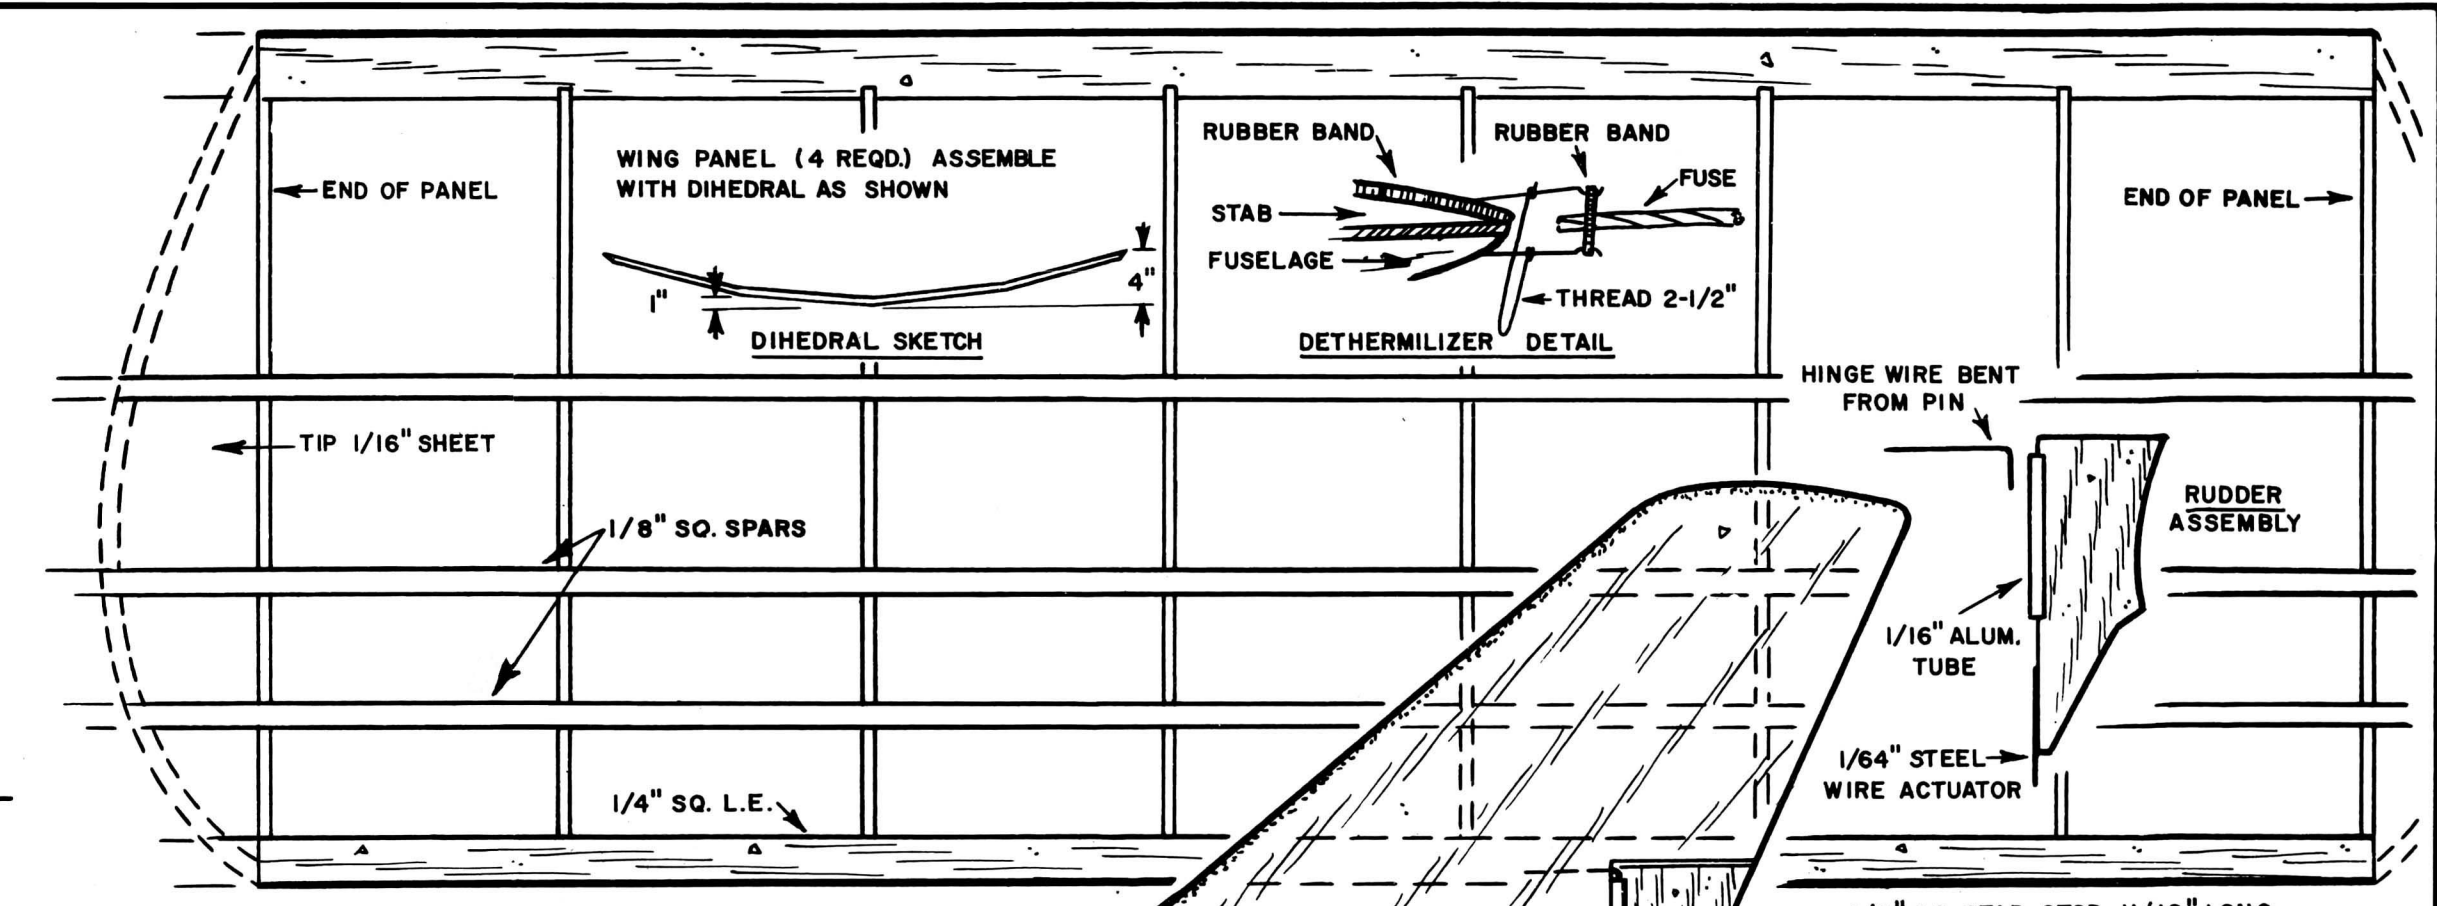 WING PANEL (4 REQD.) ASSEMBLE
WITH DIHEDRAL AS SHOWN
END OF PANEL
1"
4"
DIHEDRAL SKETCH
RUBBER BAND
RUBBER BAND
FUSE
STAB
FUSELAGE
THREAD 2-1/2"
DETHERMILIZER DETAIL
END OF PANEL
HINGE WIRE BENT
FROM PIN
TIP 1/16" SHEET
RUDDER
ASSEMBLY
1/8" SQ. SPARS
1/16" ALUM.
TUBE
1/64" STEEL
WIRE ACTUATOR
1/4" SQ. L.E.